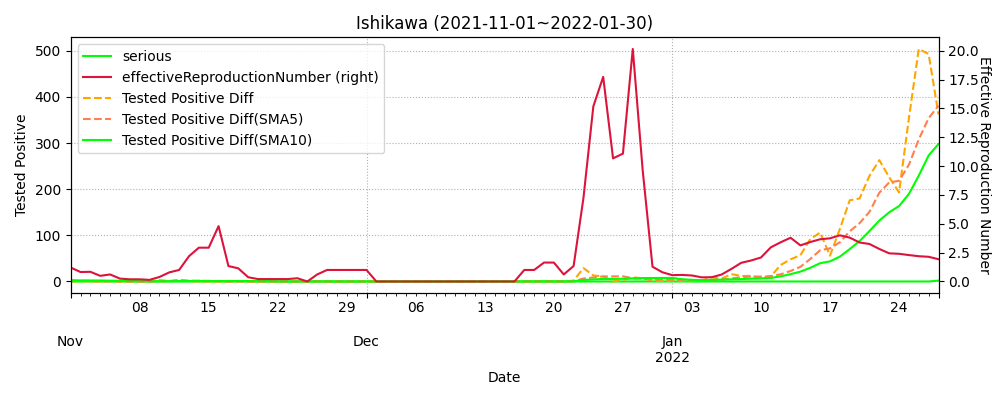 Ishikawa (2021-11-01~2022-01-30)
serious
effectiveReproductionNumber (right)
Tested Positive Diff
Tested Positive Diff(SMA5)
Tested Positive Diff(SMA10)
Tested Positive
500
400
300
200
100
0
20.0
17.5
15.0
12.5
10.0
7.5
5.0
2.5
0.0
Effective Reproduction Number
08 15 22 29 06 13 20 27 03 10 17 24
Nov Dec Jan
2022
Date